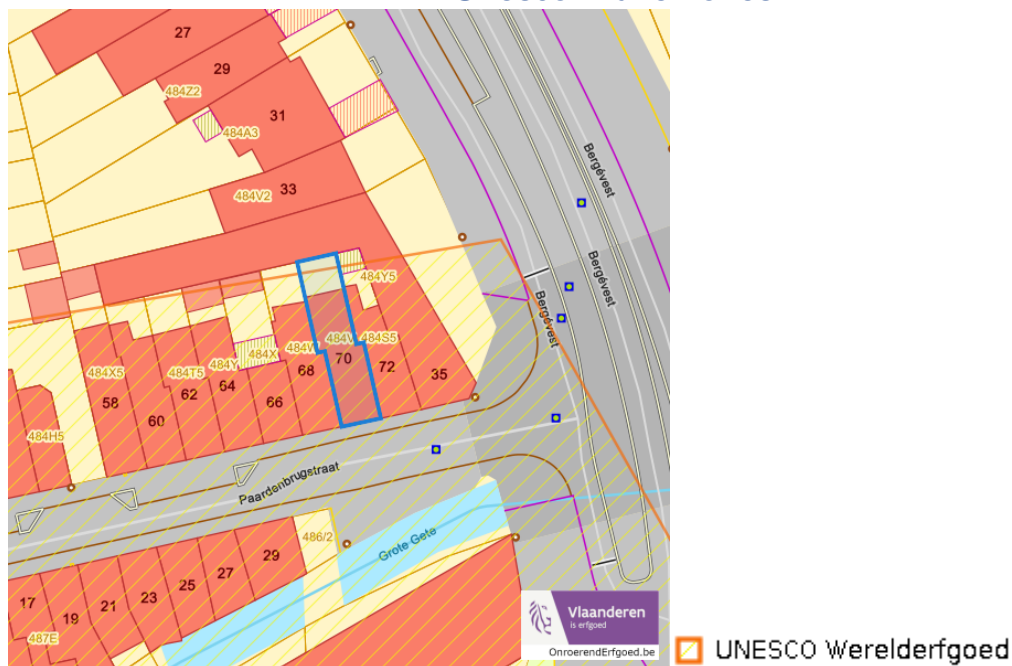 27
29
484Z2
31
484A3
Bergévest
33
484V2
484Y5
Bergévest
Bergévest
484X5
484T5
484Y
484X
484W
484V
484S5
58
60
62
64
66
68
70
72
35
484H5
Paardenbrugstraat
486/2
Grote Gete
17
19
21
23
25
27
29
487E
Vlaanderen
is erfgoed
OnroerendErfgoed.be
UNESCO Werelderfgoed